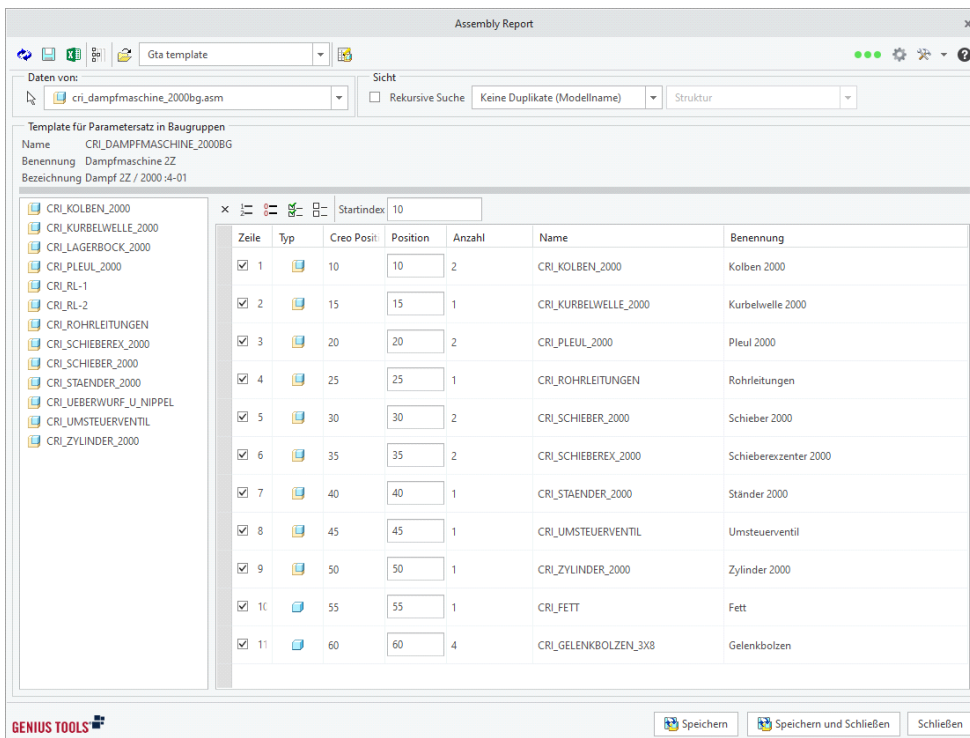 Assembly Report
Gta template
Daten von:
Sicht
cri_dampfmaschine_2000bg.asm
Rekursive Suche Keine Duplikate (Modellname) Struktur
Template für Parametersatz in Baugruppen
Name CRI_DAMPFMASCHINE_2000BG
Benennung Dampfmaschine 2Z
Bezeichnung Dampf 2Z / 2000 :4-01
CRI_KOLBEN_2000
CRI_KURBELWELLE_2000
CRI_LAGERBOCK_2000
CRI_PLEUL_2000
CRI_RL-1
CRI_RL-2
CRI_ROHRLEITUNGEN
CRI_SCHIEBEREX_2000
CRI_SCHIEBER_2000
CRI_STAENDER_2000
CRI_UEBERWURF_U_NIPPEL
CRI_UMSTEUERVENTIL
CRI_ZYLINDER_2000
Startindex 10
Zeile Typ Creo Positi Position Anzahl Name Benennung
1 10 10 2 CRI_KOLBEN_2000 Kolben 2000
2 15 15 1 CRI_KURBELWELLE_2000 Kurbelwelle 2000
3 20 20 2 CRI_PLEUL_2000 Pleul 2000
4 25 25 1 CRI_ROHRLEITUNGEN Rohrleitungen
5 30 30 2 CRI_SCHIEBER_2000 Schieber 2000
6 35 35 2 CRI_SCHIEBEREX_2000 Schieberexzenter 2000
7 40 40 1 CRI_STAENDER_2000 Ständer 2000
8 45 45 1 CRI_UMSTEUERVENTIL Umsteuerventil
9 50 50 1 CRI_ZYLINDER_2000 Zylinder 2000
10 55 55 1 CRI_FETT Fett
11 60 60 4 CRI_GELENKBOLZEN_3X8 Gelenkbolzen
GENIUS TOOLS
Speichern Speichern und Schließen Schließen